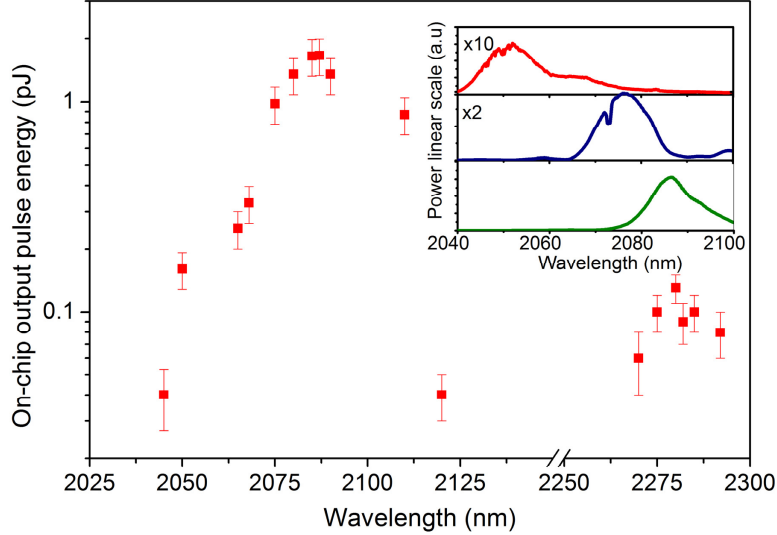 On-chip output pulse energy (pJ)
1
0.1
2025 2050 2075 2100 2125 2250 2275 2300
Wavelength (nm)
Power linear scale (a.u)
x10
x2
2040 2060 2080 2100
Wavelength (nm)